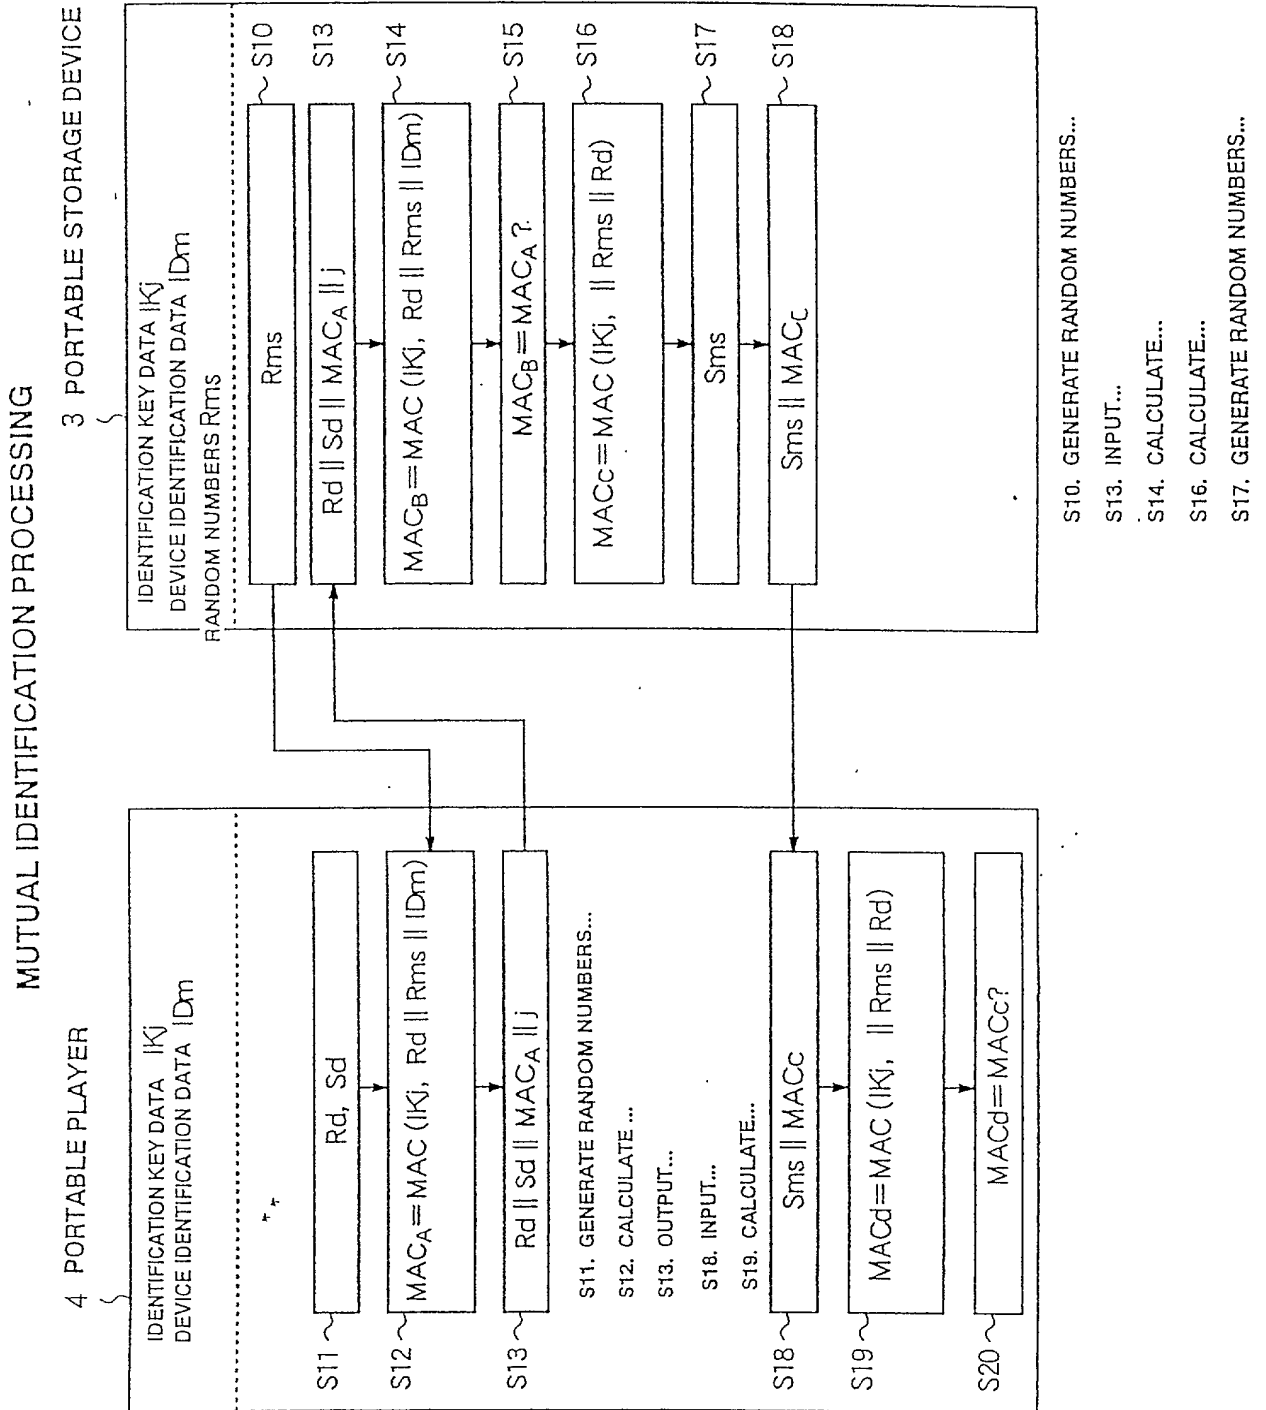 MUTUAL IDENTIFICATION PROCESSING
4 PORTABLE PLAYER
IDENTIFICATION KEY DATA IKj
DEVICE IDENTIFICATION DATA IDm
S11
Rd, Sd
S12
MACA=MAC (IKj, Rd || Rms || IDm)
S13
Rd || Sd || MACA || j
S11. GENERATE RANDOM NUMBERS...
S12. CALCULATE ...
S13. OUTPUT...
S18. INPUT...
S19. CALCULATE...
S18
Sms || MACc
S19
MACd=MAC (IKj, || Rms || Rd)
S20
MACd=MACc?
3 PORTABLE STORAGE DEVICE
IDENTIFICATION KEY DATA IKj
DEVICE IDENTIFICATION DATA IDm
RANDOM NUMBERS Rms
Rms
S10
Rd || Sd || MACA || j
S13
MACB=MAC (IKj, Rd || Rms || IDm)
S14
MACB=MACA?
S15
MACc=MAC (IKj, || Rms || Rd)
S16
Sms
S17
Sms || MACC
S18
S10. GENERATE RANDOM NUMBERS...
S13. INPUT...
S14. CALCULATE...
S16. CALCULATE...
S17. GENERATE RANDOM NUMBERS...